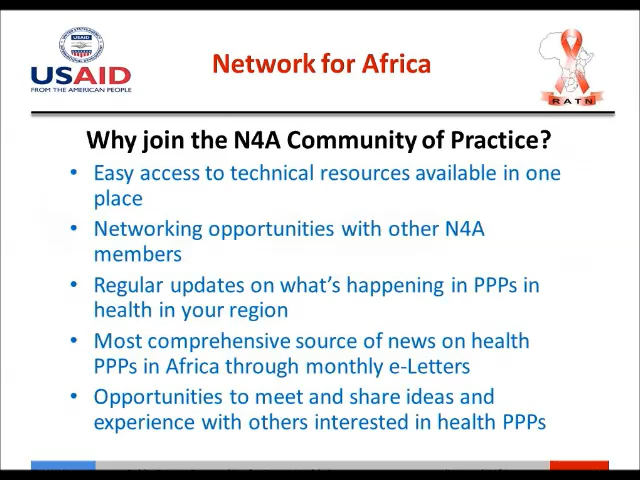 USAID
FROM THE AMERICAN PEOPLE
Network for Africa
RATN
Why join the N4A Community of Practice?
• Easy access to technical resources available in one
place
• Networking opportunities with other N4A
members
• Regular updates on what's happening in PPPs in
health in your region
• Most comprehensive source of news on health
PPPs in Africa through monthly e-Letters
• Opportunities to meet and share ideas and
experience with others interested in health PPPs